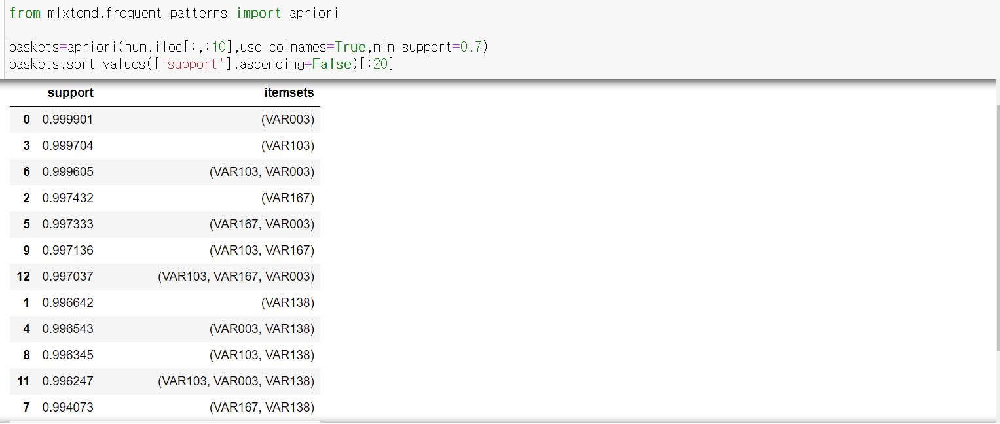 from mlxtend.frequent_patterns import apriori
baskets=apriori(num.iloc[:,:10],use_colnames=True,min_support=0.7)
baskets.sort_values(['support'],ascending=False)[:20]
support itemsets
0 0.999901 (VAR003)
3 0.999704 (VAR103)
6 0.999605 (VAR103, VAR003)
2 0.997432 (VAR167)
5 0.997333 (VAR167, VAR003)
9 0.997136 (VAR103, VAR167)
12 0.997037 (VAR103, VAR167, VAR003)
1 0.996642 (VAR138)
4 0.996543 (VAR003, VAR138)
8 0.996345 (VAR103, VAR138)
11 0.996247 (VAR103, VAR003, VAR138)
7 0.994073 (VAR167, VAR138)